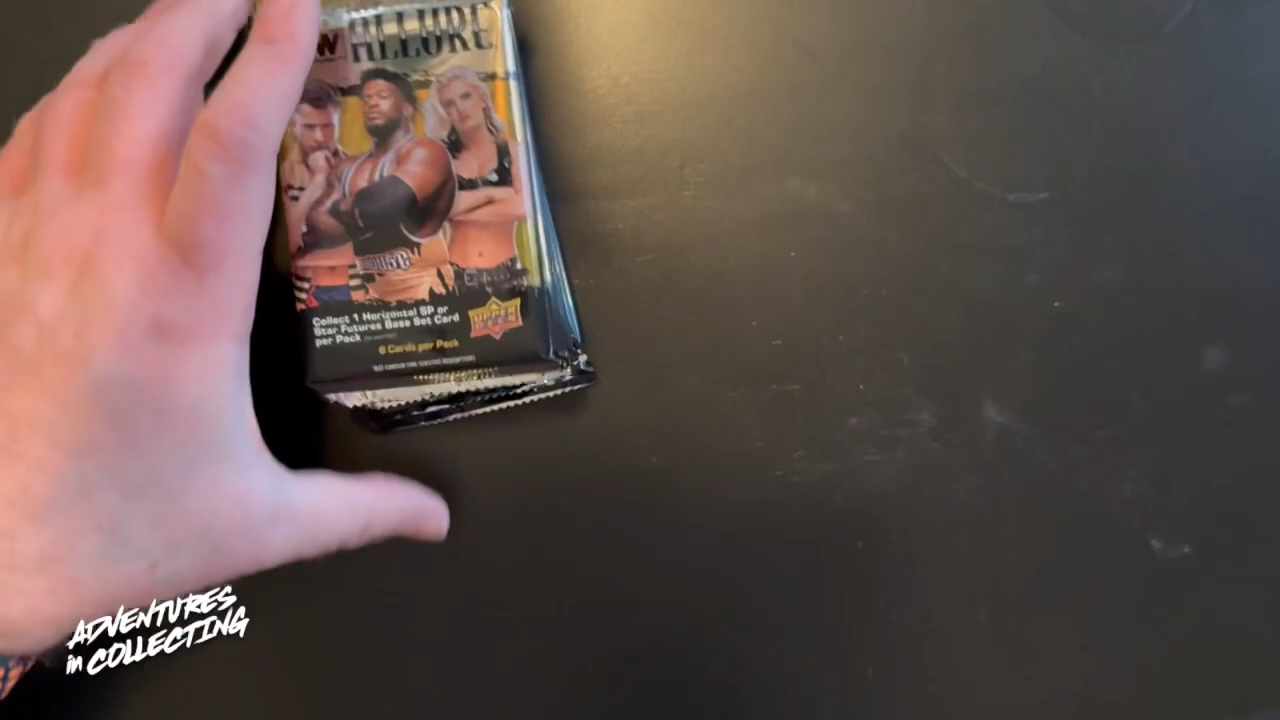 W ALLURE
Collect 1 Horizontal SP or
Star Futures Base Set Card
per Pack
6 Cards per Pack
ADVENTURES
in COLLECTING